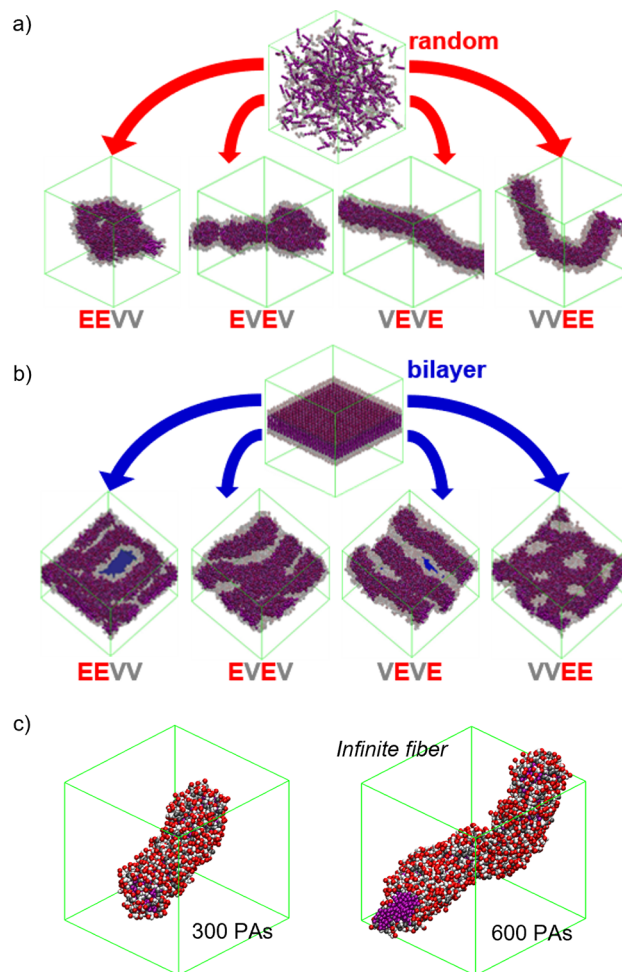 a)
random
EEVV EVEV VEVE VVEE
b)
bilayer
EEVV EVEV VEVE VVEE
c)
Infinite fiber
300 PAs 600 PAs